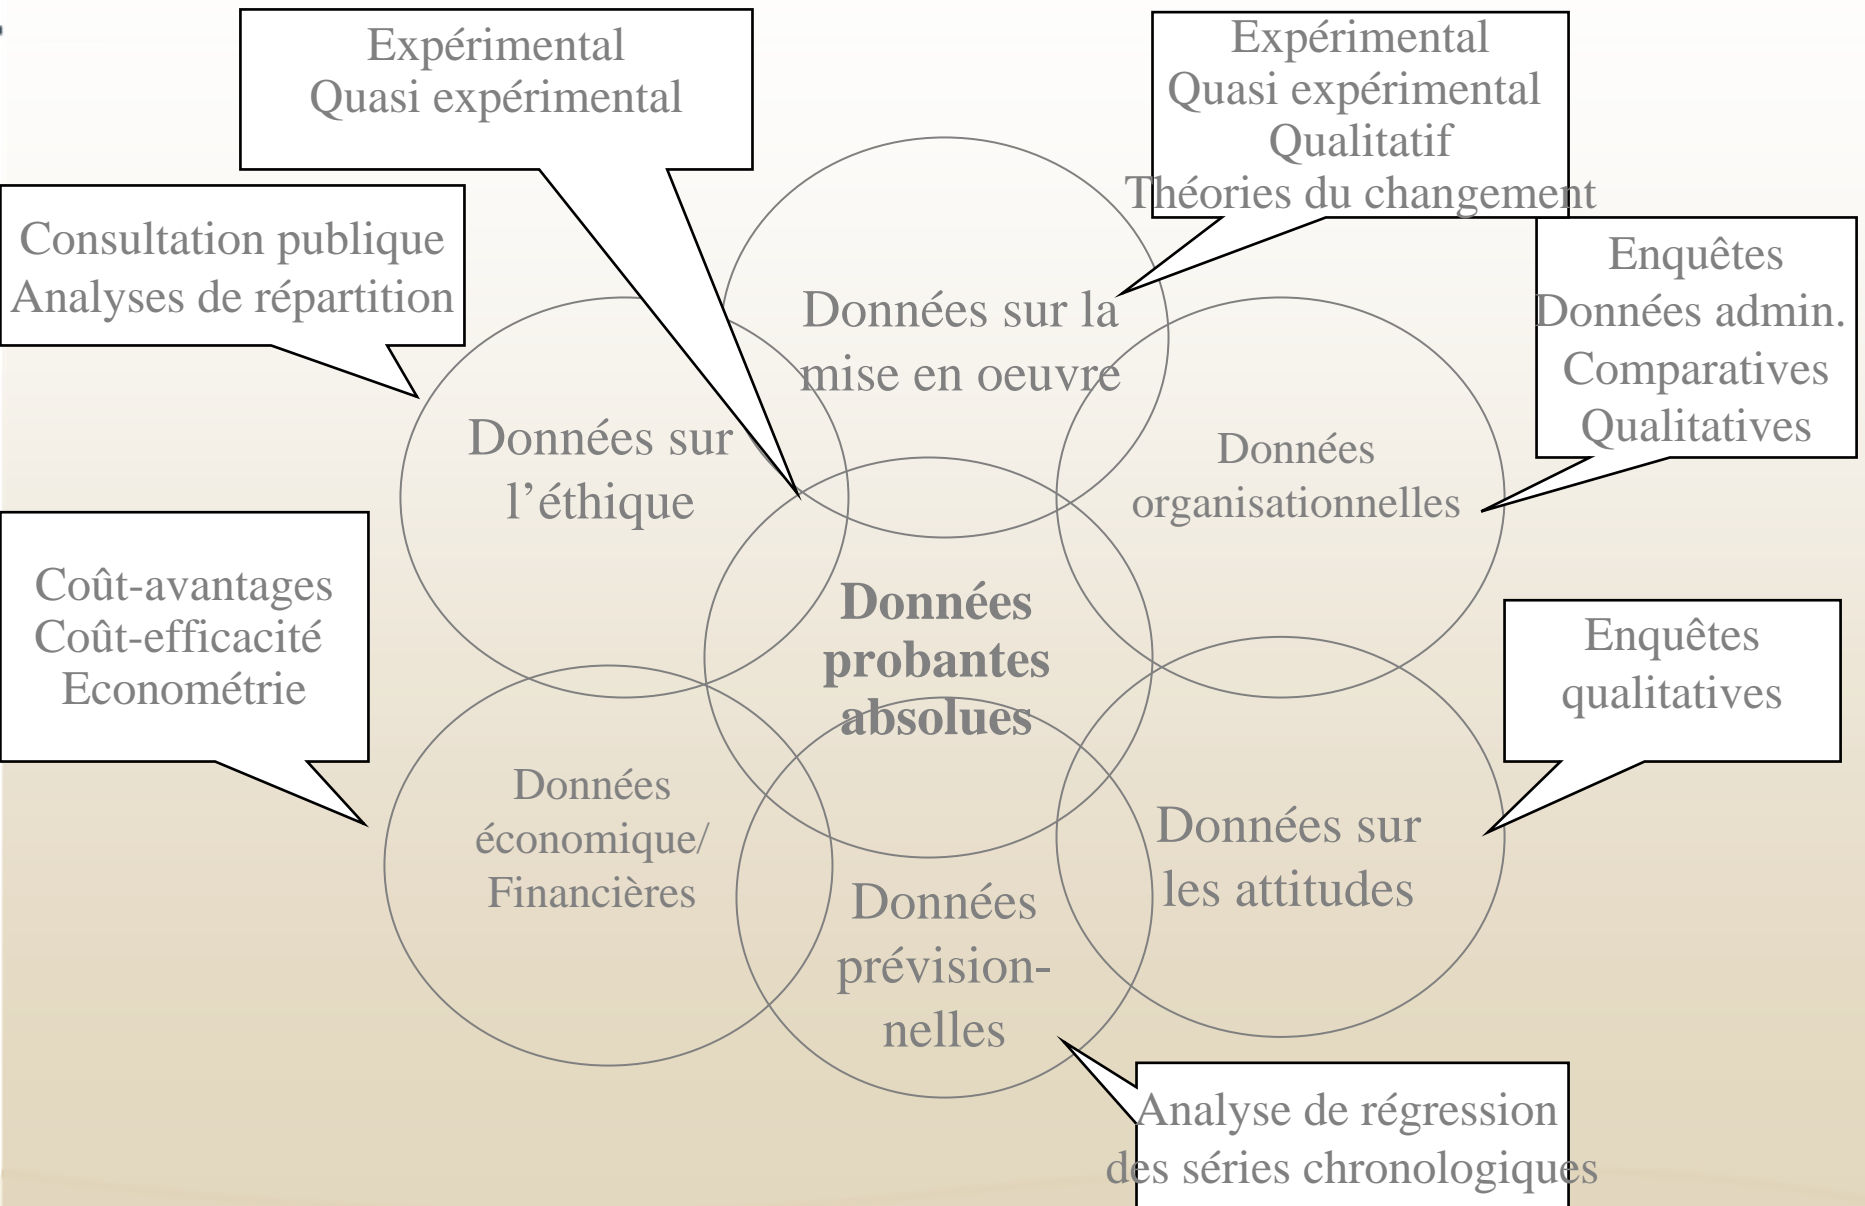 Expérimental
Quasi expérimental
Expérimental
Quasi expérimental
Qualitatif
Théories du changement
Consultation publique
Analyses de répartition
Enquêtes
Données admin.
Comparatives
Qualitatives
Données sur la
mise en oeuvre
Données sur
l’éthique
Données
organisationnelles
Coût-avantages
Coût-efficacité
Econométrie
Données
probantes
absolues
Enquêtes
qualitatives
Données
économique/
Financières
Données sur
les attitudes
Données
prévision-
nelles
Analyse de régression
des séries chronologiques